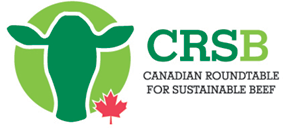 CRSB
CANADIAN ROUNDTABLE
FOR SUSTAINABLE BEEF